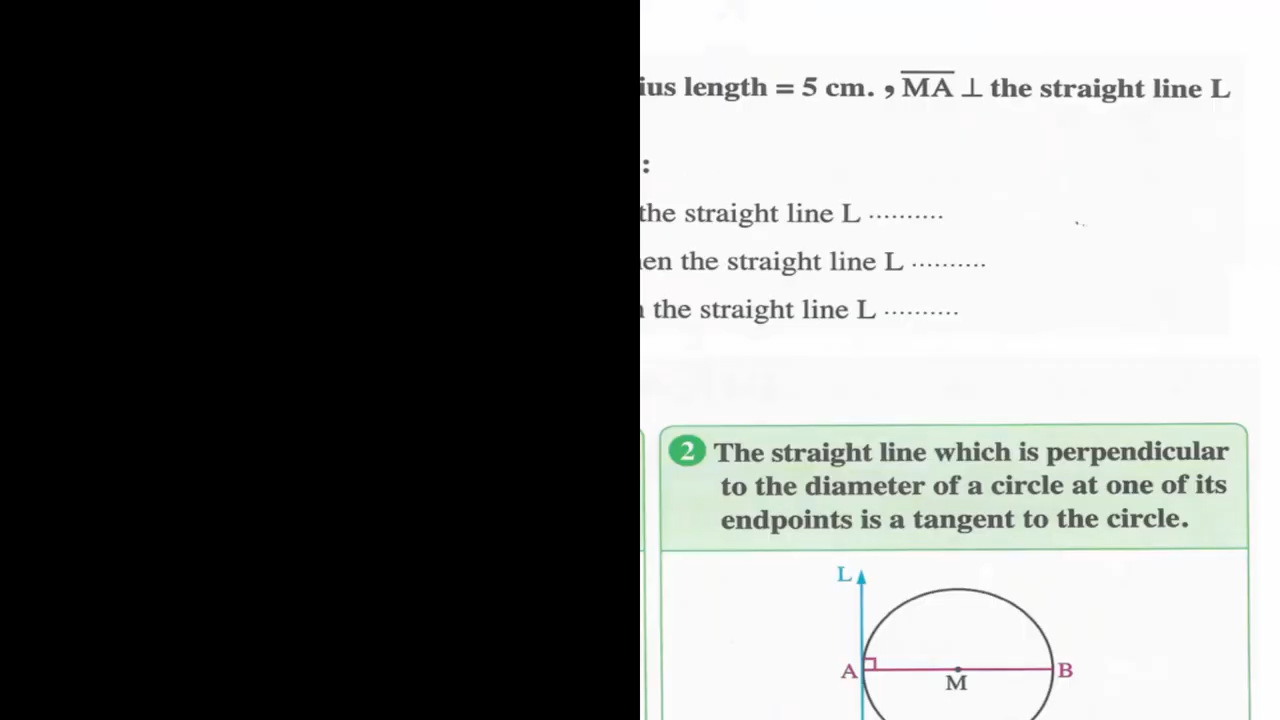 length = 5 cm. , MA ⊥ the straight line L
:
the straight line L ..........
the straight line L ..........
the straight line L ..........
2 The straight line which is perpendicular
to the diameter of a circle at one of its
endpoints is a tangent to the circle.
L
A
M
B